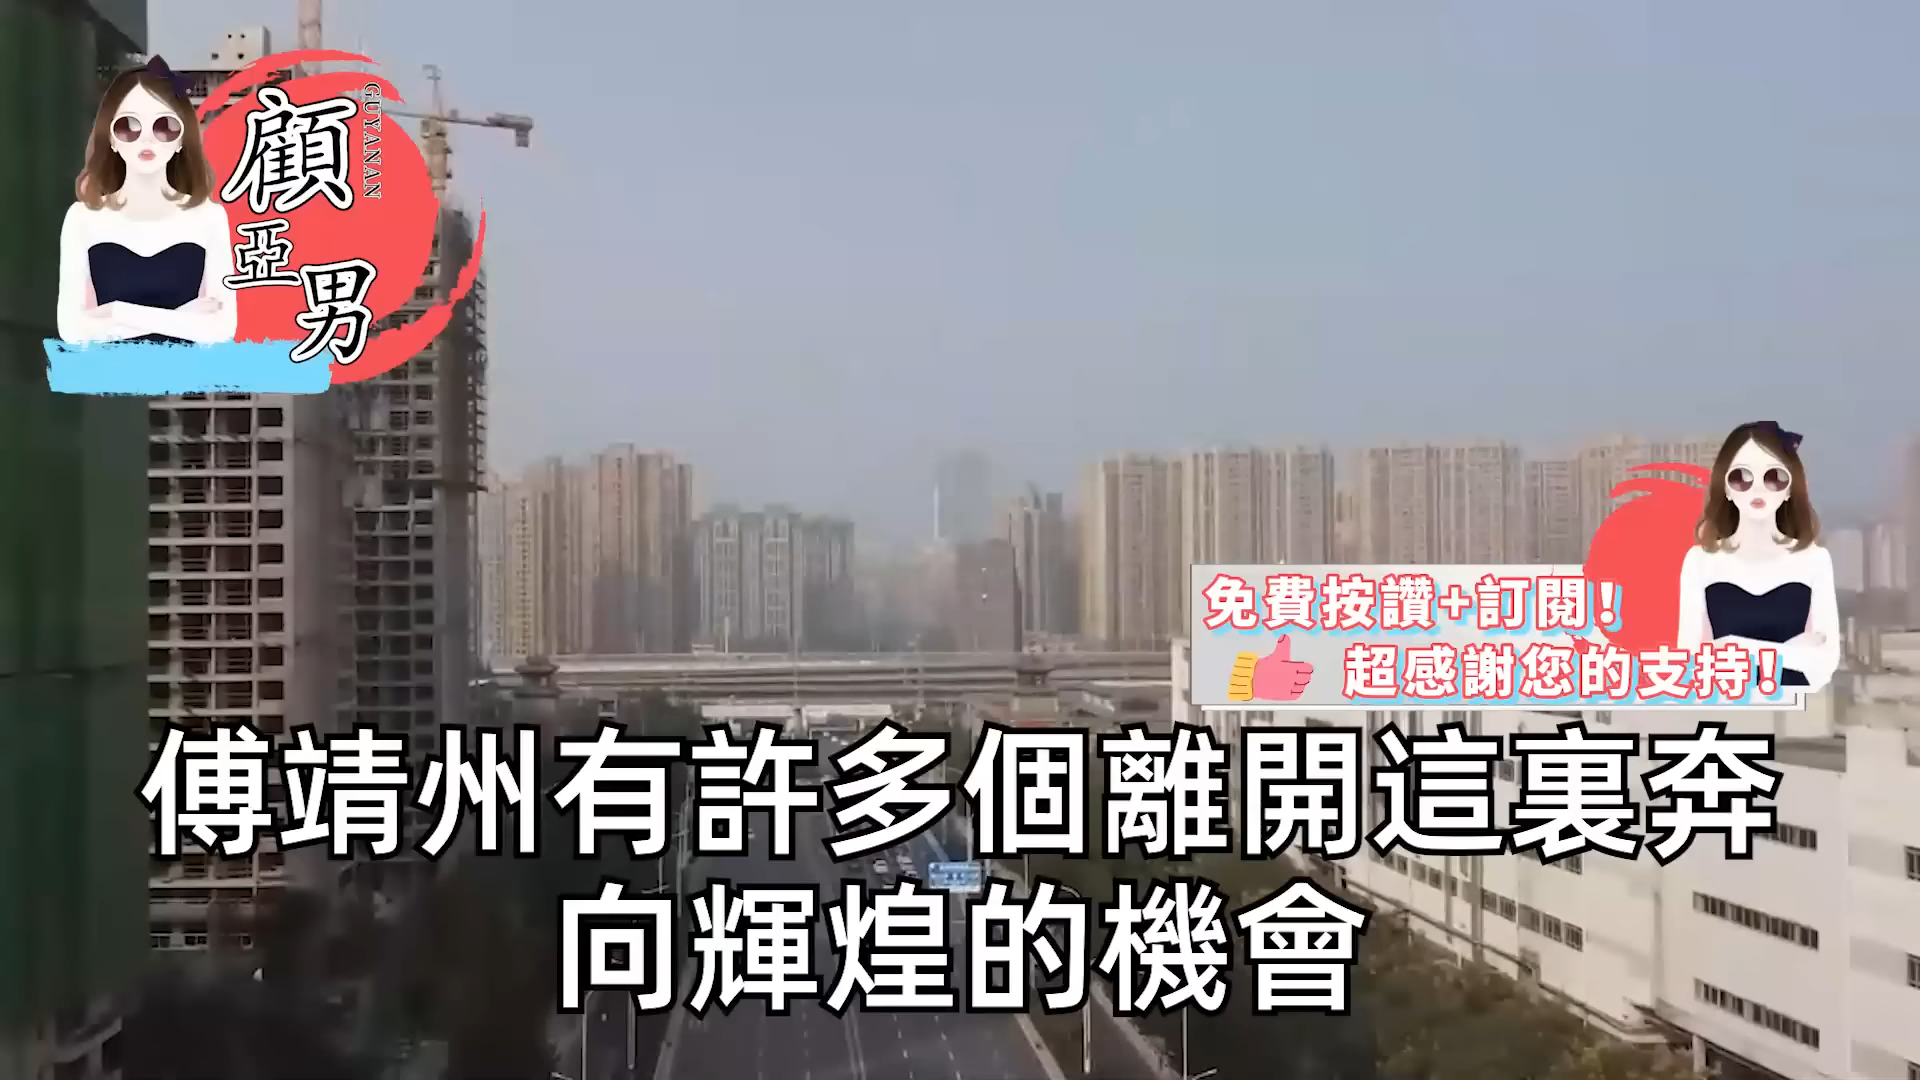 顧亞男
GUYANAN
免費按讚+訂閱！
超感謝您的支持！
傅靖州有許多個離開這裏奔
向輝煌的機會